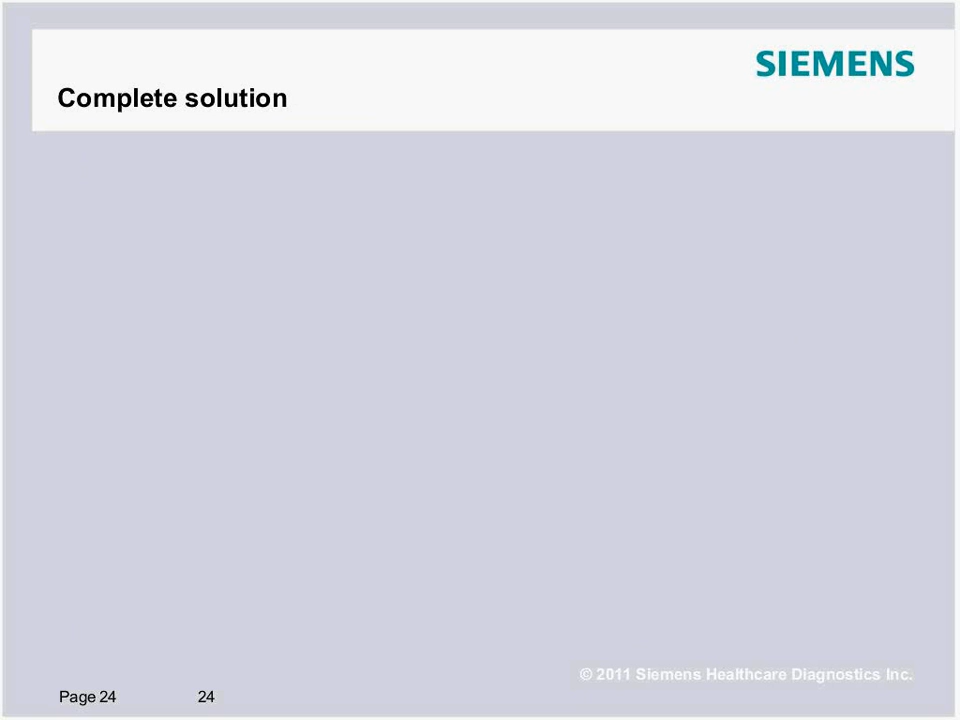 SIEMENS
Complete solution
© 2011 Siemens Healthcare Diagnostics Inc.
Page 24 24